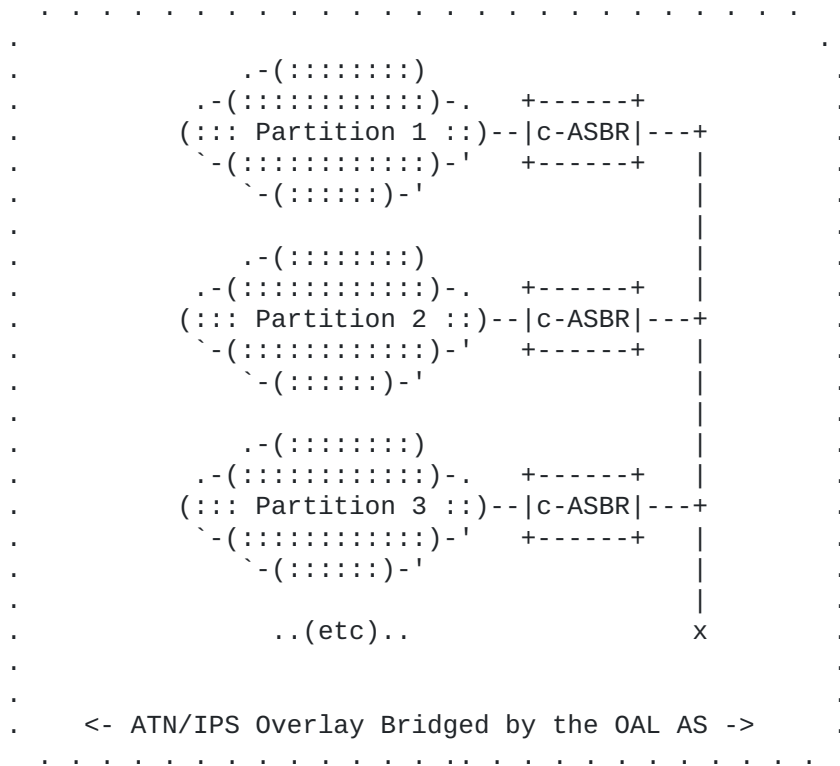 . . . . . . . . . . . . . . . . . . . . . . . . .
.                                                    .
.               .-(::::::::)                          .
.            .-(::::::::::::)-.   +------+            .
.           (::: Partition 1 ::)--|c-ASBR|---+        .
.            `-(::::::::::::)-'   +------+   |        .
.               `-(::::::)-'                 |        .
.                                            |        .
.               .-(::::::::)                 |        .
.            .-(::::::::::::)-.   +------+   |        .
.           (::: Partition 2 ::)--|c-ASBR|---+        .
.            `-(::::::::::::)-'   +------+   |        .
.               `-(::::::)-'                 |        .
.                                            |        .
.               .-(::::::::)                 |        .
.            .-(::::::::::::)-.   +------+   |        .
.           (::: Partition 3 ::)--|c-ASBR|---+        .
.            `-(::::::::::::)-'   +------+   |        .
.               `-(::::::)-'                 |        .
.                                            |        .
.                 ..(etc)..                  x        .
.                                                     .
.                                                     .
.     <- ATN/IPS Overlay Bridged by the OAL AS ->     .
. . . . . . . . . . . . . .. . . . . . . . . . . .